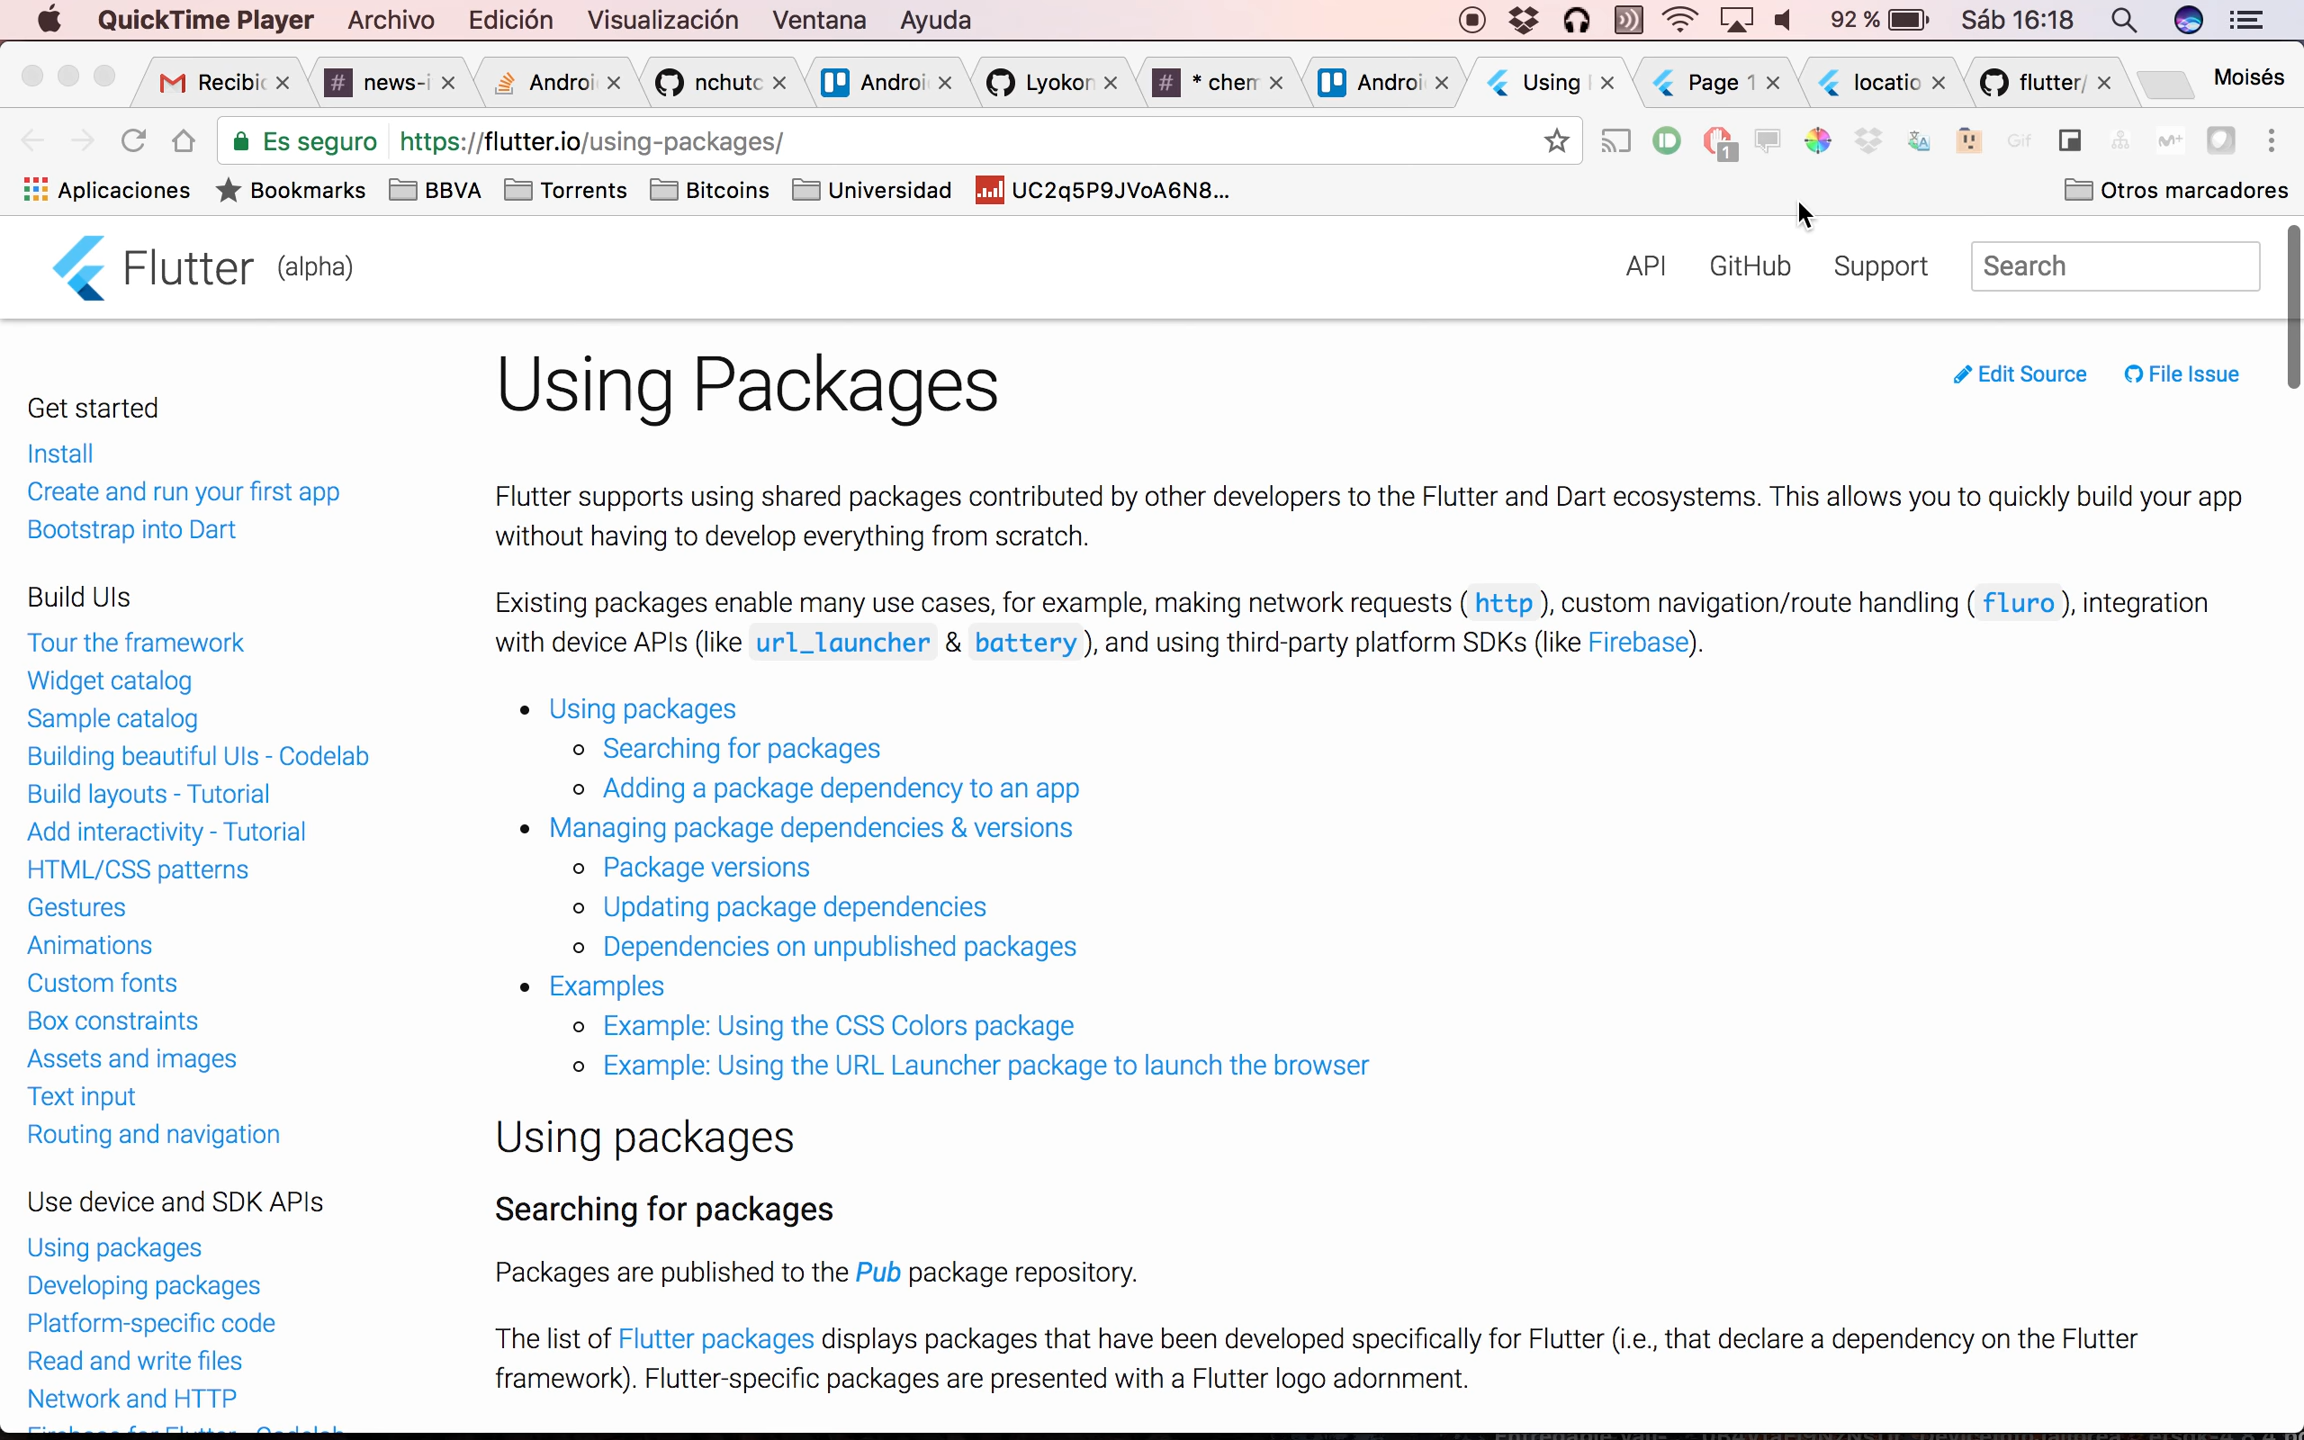 QuickTime Player Archivo Edición Visualización Ventana Ayuda 92 % Sáb 16:18
Recibic news-i Androi nchutc Androi Lyokon * chem Androi Using Page 1 locatio flutter/ Moisés
Es seguro https://flutter.io/using-packages/ 1 Gif
Aplicaciones Bookmarks BBVA Torrents Bitcoins Universidad UC2q5P9JVoA6N8... Otros marcadores
Flutter (alpha) API GitHub Support Search
Using Packages
Edit Source File Issue
Get started
Install
Create and run your first app
Bootstrap into Dart
Build UIs
Tour the framework
Widget catalog
Sample catalog
Building beautiful UIs - Codelab
Build layouts - Tutorial
Add interactivity - Tutorial
HTML/CSS patterns
Gestures
Animations
Custom fonts
Box constraints
Assets and images
Text input
Routing and navigation
Use device and SDK APIs
Using packages
Developing packages
Platform-specific code
Read and write files
Network and HTTP
Firebase for Flutter - Codelab
Flutter supports using shared packages contributed by other developers to the Flutter and Dart ecosystems. This allows you to quickly build your app
without having to develop everything from scratch.
Existing packages enable many use cases, for example, making network requests ( http ), custom navigation/route handling ( fluro ), integration
with device APIs (like url_launcher & battery ), and using third-party platform SDKs (like Firebase).
Using packages
Searching for packages
Adding a package dependency to an app
Managing package dependencies & versions
Package versions
Updating package dependencies
Dependencies on unpublished packages
Examples
Example: Using the CSS Colors package
Example: Using the URL Launcher package to launch the browser
Using packages
Searching for packages
Packages are published to the Pub package repository.
The list of Flutter packages displays packages that have been developed specifically for Flutter (i.e., that declare a dependency on the Flutter
framework). Flutter-specific packages are presented with a Flutter logo adornment.